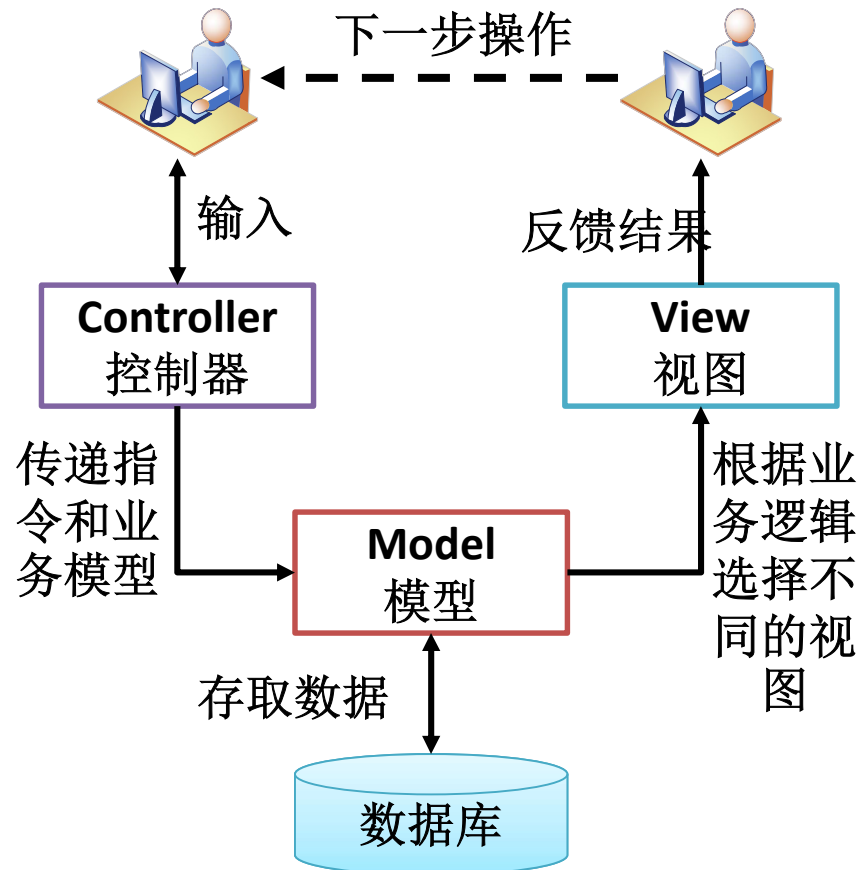 下一步操作
输入
反馈结果
Controller
控制器
View
视图
传递指
令和业
务模型
Model
模型
根据业
务逻辑
选择不
同的视
图
存取数据
数据库